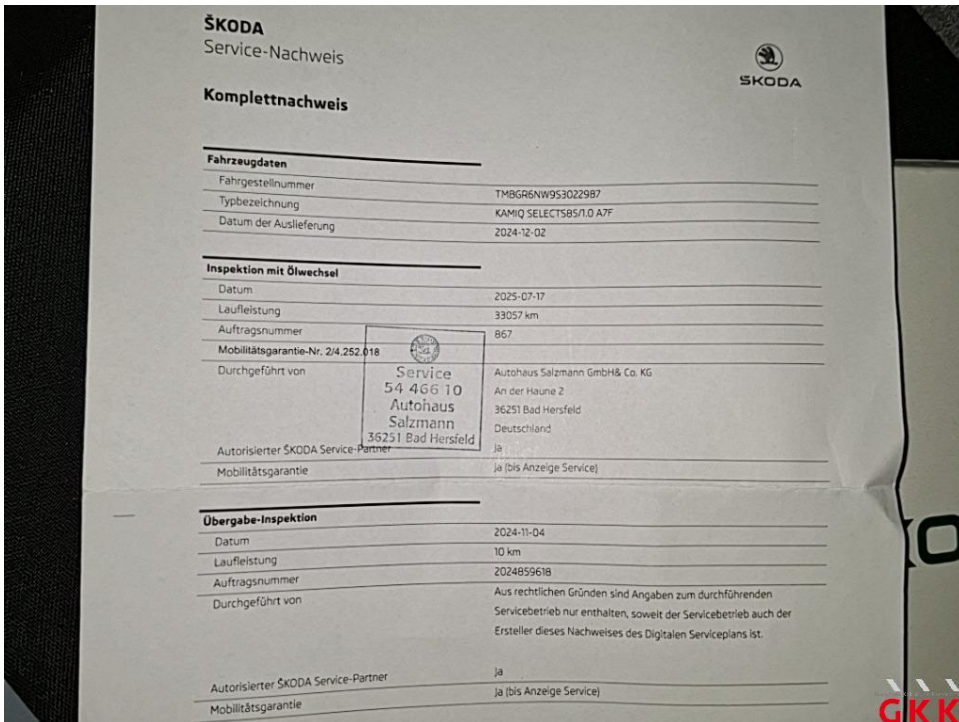 ŠKODA
Service-Nachweis
SKODA
Komplettnachweis
Fahrzeugdaten
Fahrgestellnummer TMBGR6NW9S3022987
Typbezeichnung KAMIQ SELECTS85/1.0 A7F
Datum der Auslieferung 2024-12-02
Inspektion mit Ölwechsel
Datum 2025-07-17
Laufleistung 33057 km
Auftragsnummer 867
Mobilitätsgarantie-Nr. 2/4.252.018
Durchgeführt von Autohaus Salzmann GmbH& Co. KG
An der Haune 2
36251 Bad Hersfeld
Deutschland
Service
54 466 10
Autohaus
Salzmann
36251 Bad Hersfeld
Autorisierter ŠKODA Service-Partner Ja
Mobilitätsgarantie Ja (bis Anzeige Service)
Übergabe-Inspektion
Datum 2024-11-04
Laufleistung 10 km
Auftragsnummer 2024859618
Durchgeführt von Aus rechtlichen Gründen sind Angaben zum durchführenden
Servicebetrieb nur enthalten, soweit der Servicebetrieb auch der
Ersteller dieses Nachweises des Digitalen Serviceplans ist.
Autorisierter ŠKODA Service-Partner Ja
Mobilitätsgarantie Ja (bis Anzeige Service)
GKK